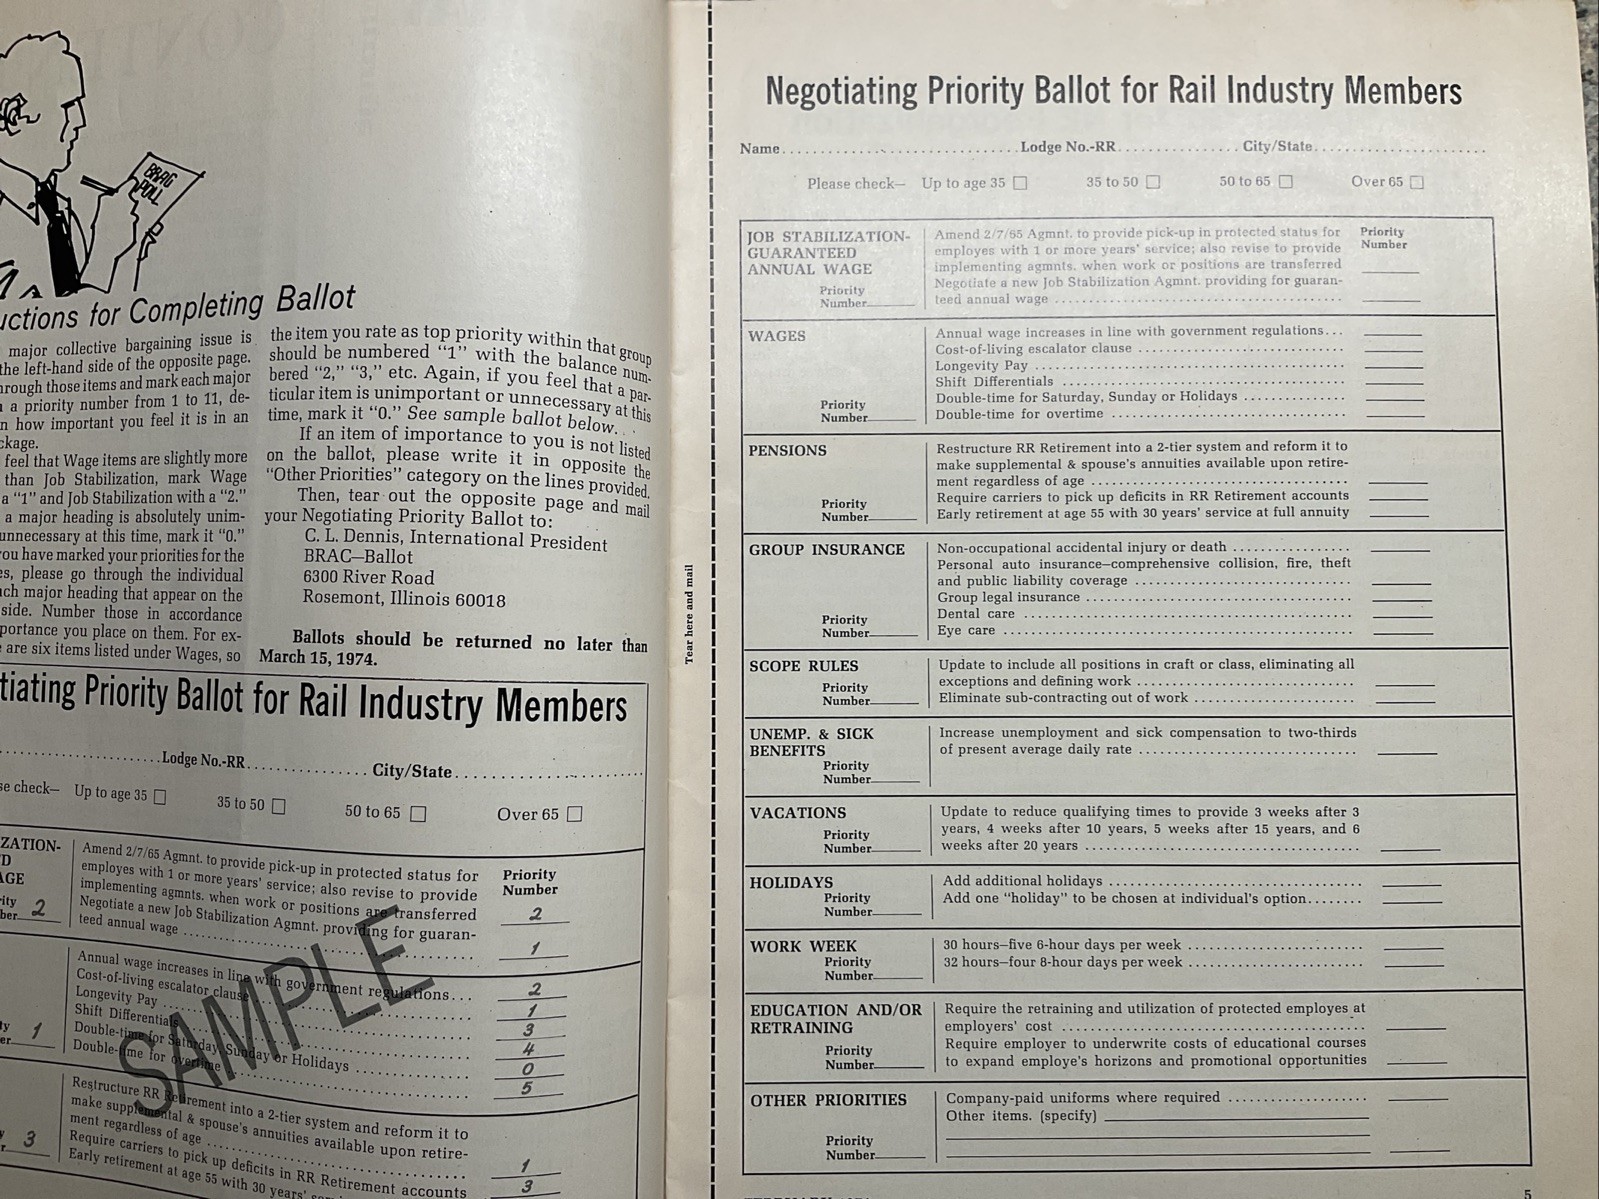 BRAC
POLL
uctions for Completing Ballot
major collective bargaining issue is
the left-hand side of the opposite page.
hrough those items and mark each major
a priority number from 1 to 11, de-
n how important you feel it is in an
ckage.
feel that Wage items are slightly more
than Job Stabilization, mark Wage
a "1" and Job Stabilization with a "2."
a major heading is absolutely unim-
unnecessary at this time, mark it "0."
ou have marked your priorities for the
es, please go through the individual
ach major heading that appear on the
side. Number those in accordance
portance you place on them. For ex-
are six items listed under Wages, so
the item you rate as top priority within that group
should be numbered "1" with the balance num-
bered "2," "3," etc. Again, if you feel that a par-
ticular item is unimportant or unnecessary at this
time, mark it "0." See sample ballot below.
If an item of importance to you is not listed
on the ballot, please write it in opposite the
"Other Priorities" category on the lines provided.
Then, tear out the opposite page and mail
your Negotiating Priority Ballot to:
C. L. Dennis, International President
BRAC—Ballot
6300 River Road
Rosemont, Illinois 60018
Ballots should be returned no later than
March 15, 1974.
tiating Priority Ballot for Rail Industry Members
Lodge No.-RR City/State
se check— Up to age 35 35 to 50 50 to 65 Over 65
ZATION-
D
AGE
ity
ber 2
Amend 2/7/65 Agmnt. to provide pick-up in protected status for
employes with 1 or more years' service; also revise to provide
implementing agmnts. when work or positions are transferred
Negotiate a new Job Stabilization Agmnt. providing for guaran-
teed annual wage
Priority
Number
2
1
ty
er 1
Annual wage increases in line with government regulations... 2
Cost-of-living escalator clause 1
Longevity Pay 3
Shift Differentials 4
Double-time for Saturday, Sunday or Holidays 0
Double-time for overtime 5
SAMPLE
y
r. 3
Restructure RR Retirement into a 2-tier system and reform it to
make supplemental & spouse's annuities available upon retire-
ment regardless of age 1
Require carriers to pick up deficits in RR Retirement accounts 3
Early retirement at age 55 with 30 years'
Tear here and mail
Negotiating Priority Ballot for Rail Industry Members
Name Lodge No.-RR City/State
Please check— Up to age 35 35 to 50 50 to 65 Over 65
JOB STABILIZATION-
GUARANTEED
ANNUAL WAGE
Priority
Number
Amend 2/7/65 Agmnt. to provide pick-up in protected status for
employes with 1 or more years' service; also revise to provide
implementing agmnts. when work or positions are transferred
Negotiate a new Job Stabilization Agmnt. providing for guaran-
teed annual wage
Priority
Number
WAGES
Priority
Number
Annual wage increases in line with government regulations...
Cost-of-living escalator clause
Longevity Pay
Shift Differentials
Double-time for Saturday, Sunday or Holidays
Double-time for overtime
PENSIONS
Priority
Number
Restructure RR Retirement into a 2-tier system and reform it to
make supplemental & spouse's annuities available upon retire-
ment regardless of age
Require carriers to pick up deficits in RR Retirement accounts
Early retirement at age 55 with 30 years' service at full annuity
GROUP INSURANCE
Priority
Number
Non-occupational accidental injury or death
Personal auto insurance—comprehensive collision, fire, theft
and public liability coverage
Group legal insurance
Dental care
Eye care
SCOPE RULES
Priority
Number
Update to include all positions in craft or class, eliminating all
exceptions and defining work
Eliminate sub-contracting out of work
UNEMP. & SICK
BENEFITS
Priority
Number
Increase unemployment and sick compensation to two-thirds
of present average daily rate
VACATIONS
Priority
Number
Update to reduce qualifying times to provide 3 weeks after 3
years, 4 weeks after 10 years, 5 weeks after 15 years, and 6
weeks after 20 years
HOLIDAYS
Priority
Number
Add additional holidays
Add one "holiday" to be chosen at individual's option
WORK WEEK
Priority
Number
30 hours—five 6-hour days per week
32 hours—four 8-hour days per week
EDUCATION AND/OR
RETRAINING
Priority
Number
Require the retraining and utilization of protected employes at
employers' cost
Require employer to underwrite costs of educational courses
to expand employe's horizons and promotional opportunities
OTHER PRIORITIES
Priority
Number
Company-paid uniforms where required
Other items. (specify)
5